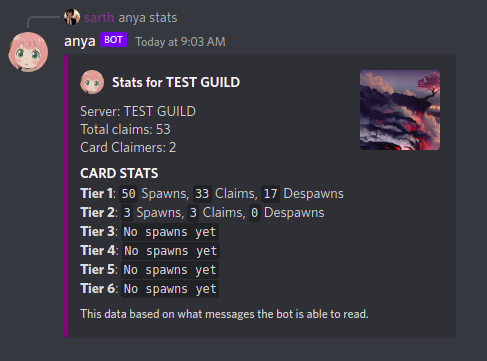 sarth anya stats
anya BOT Today at 9:03 AM
Stats for TEST GUILD
Server: TEST GUILD
Total claims: 53
Card Claimers: 2
CARD STATS
Tier 1: 50 Spawns, 33 Claims, 17 Despawns
Tier 2: 3 Spawns, 3 Claims, 0 Despawns
Tier 3: No spawns yet
Tier 4: No spawns yet
Tier 5: No spawns yet
Tier 6: No spawns yet
This data based on what messages the bot is able to read.